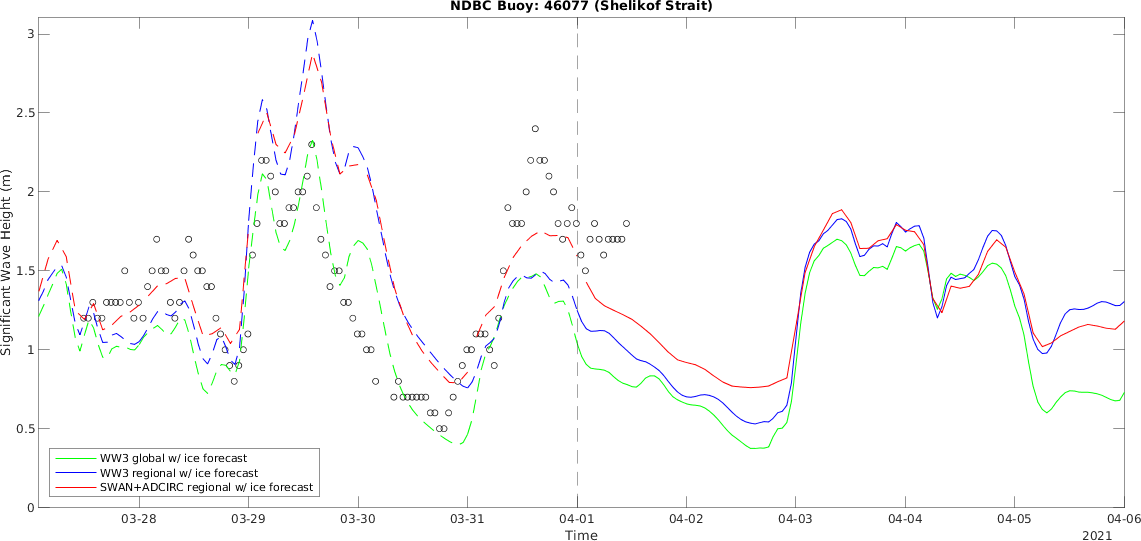 NDBC Buoy: 46077 (Shelikof Strait)
Significant Wave Height (m)
3
2.5
2
1.5
1
0.5
0
WW3 global w/ ice forecast
WW3 regional w/ ice forecast
SWAN+ADCIRC regional w/ ice forecast
03-28 03-29 03-30 03-31 04-01 04-02 04-03 04-04 04-05 04-06
Time
2021